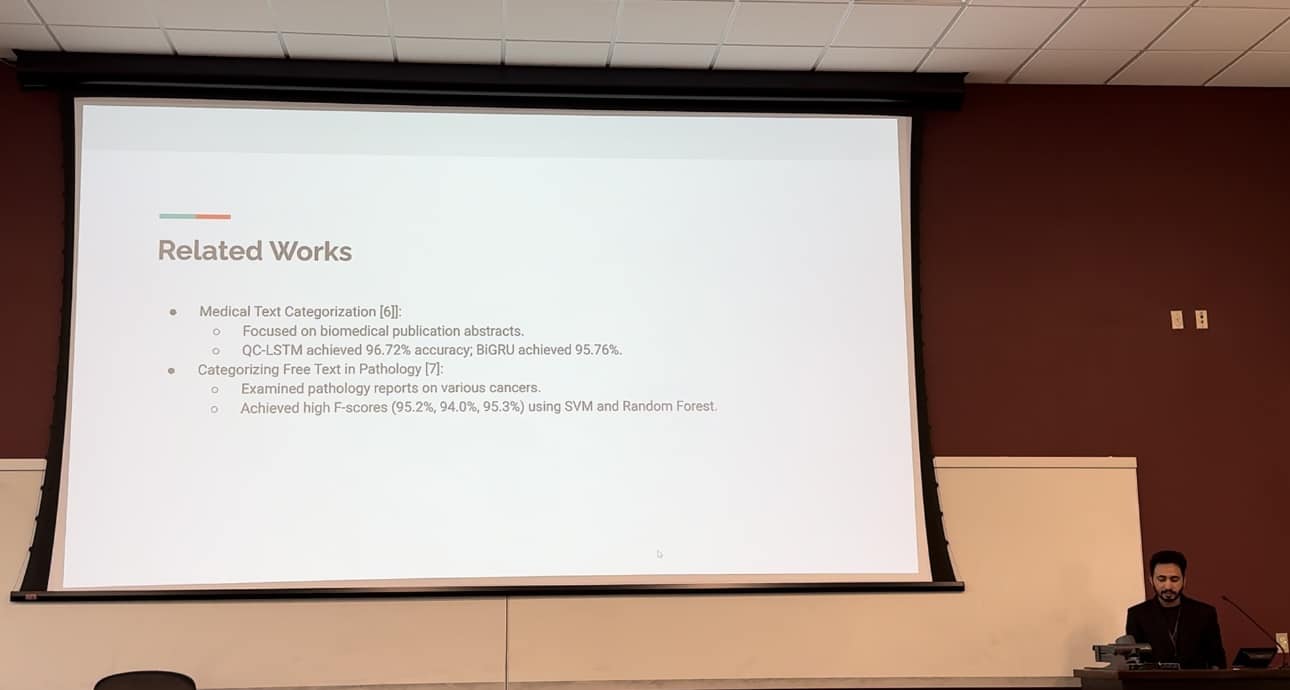 Related Works
Medical Text Categorization [6]]:
Focused on biomedical publication abstracts.
QC-LSTM achieved 96.72% accuracy; BiGRU achieved 95.76%.
Categorizing Free Text in Pathology [7]:
Examined pathology reports on various cancers.
Achieved high F-scores (95.2%, 94.0%, 95.3%) using SVM and Random Forest.